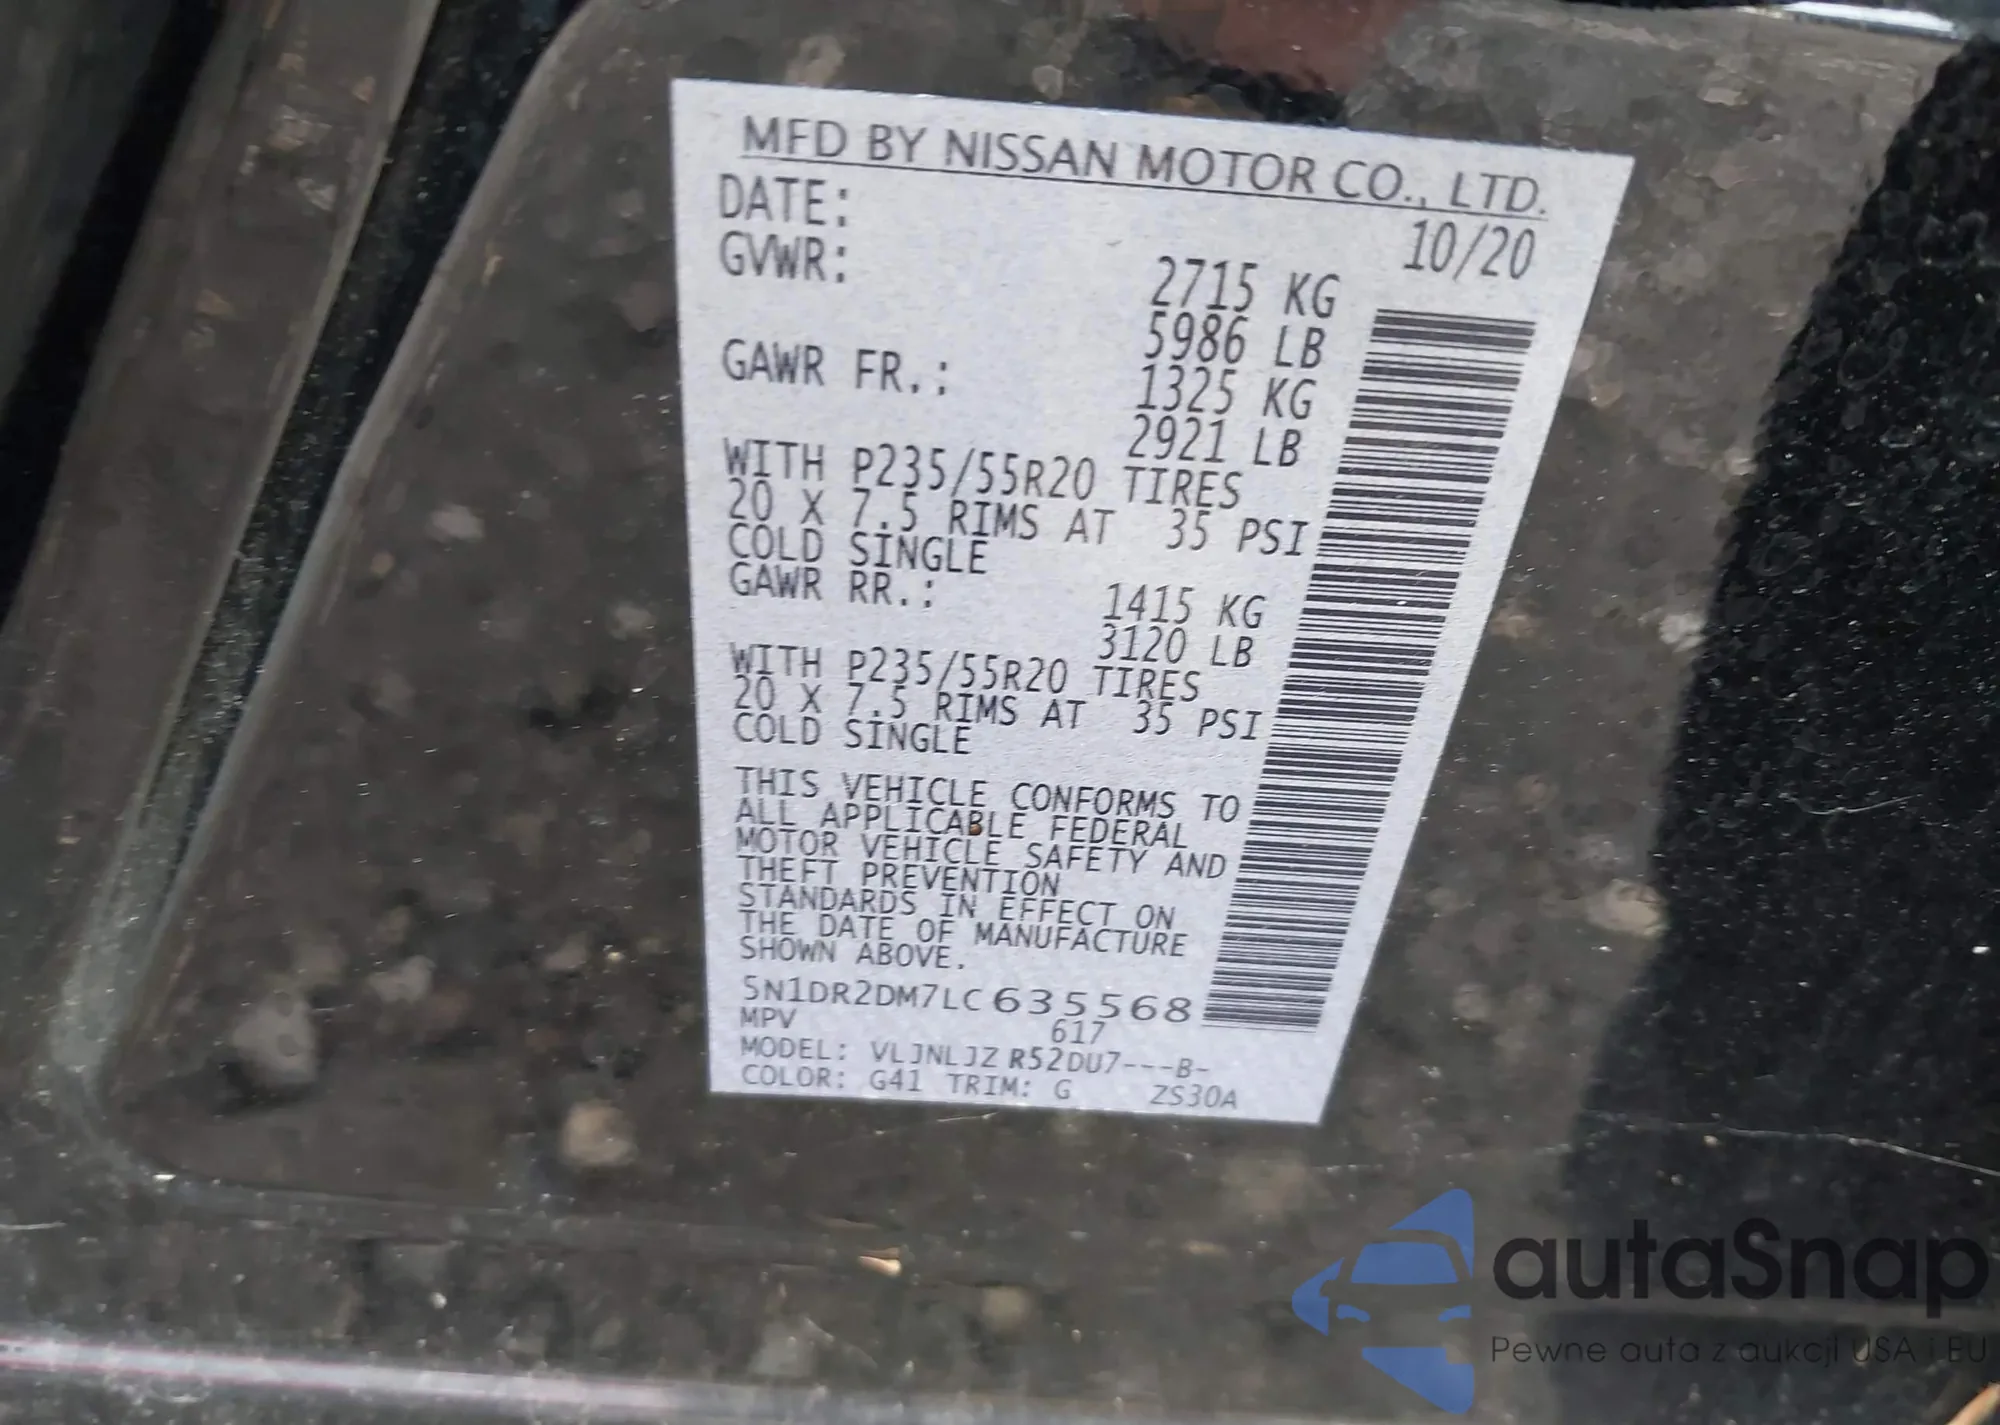 MFD BY NISSAN MOTOR CO., LTD.
DATE: 10/20
GVWR: 2715 KG
5986 LB
GAWR FR.: 1325 KG
2921 LB
WITH P235/55R20 TIRES
20 X 7.5 RIMS AT 35 PSI
COLD SINGLE
GAWR RR.: 1415 KG
3120 LB
WITH P235/55R20 TIRES
20 X 7.5 RIMS AT 35 PSI
COLD SINGLE
THIS VEHICLE CONFORMS TO
ALL APPLICABLE FEDERAL
MOTOR VEHICLE SAFETY AND
THEFT PREVENTION
STANDARDS IN EFFECT ON
THE DATE OF MANUFACTURE
SHOWN ABOVE.
5N1DR2DM7LC635568
MPV 617
MODEL: VLJNLJZ R52DU7---B-
COLOR: G41 TRIM: G ZS30A
autaSnap
Pewne auta z aukcji USA i EU